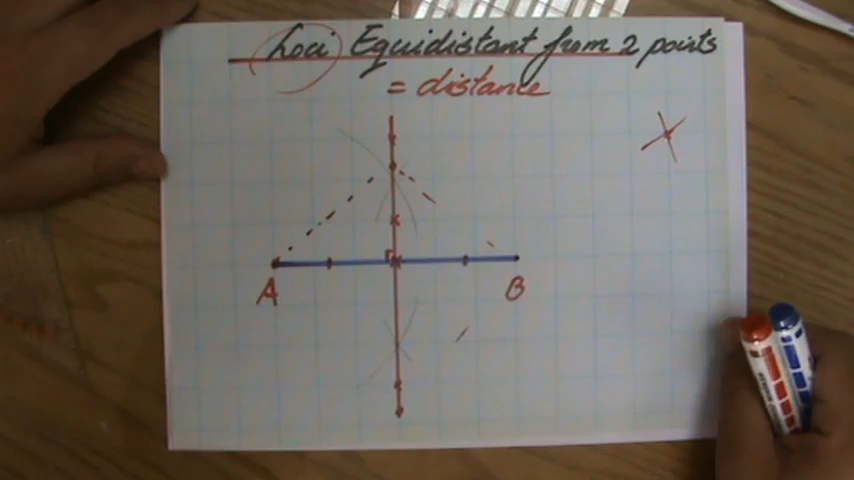 Loci Equidistant from 2 points
= distance
A B